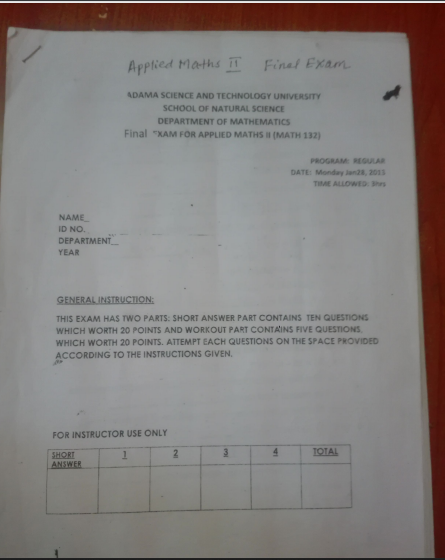 Applied Maths II Final Exam
ADAMA SCIENCE AND TECHNOLOGY UNIVERSITY
SCHOOL OF NATURAL SCIENCE
DEPARTMENT OF MATHEMATICS
Final EXAM FOR APPLIED MATHS II (MATH 132)
PROGRAM: REGULAR
DATE: Monday Jan28, 2013
TIME ALLOWED: 3hrs
NAME_
ID NO.
DEPARTMENT_
YEAR
GENERAL INSTRUCTION:
THIS EXAM HAS TWO PARTS: SHORT ANSWER PART CONTAINS TEN QUESTIONS
WHICH WORTH 20 POINTS AND WORKOUT PART CONTAINS FIVE QUESTIONS
WHICH WORTH 20 POINTS. ATTEMPT EACH QUESTIONS ON THE SPACE PROVIDED
ACCORDING TO THE INSTRUCTIONS GIVEN.
FOR INSTRUCTOR USE ONLY
SHORT ANSWER 1 2 3 4 TOTAL